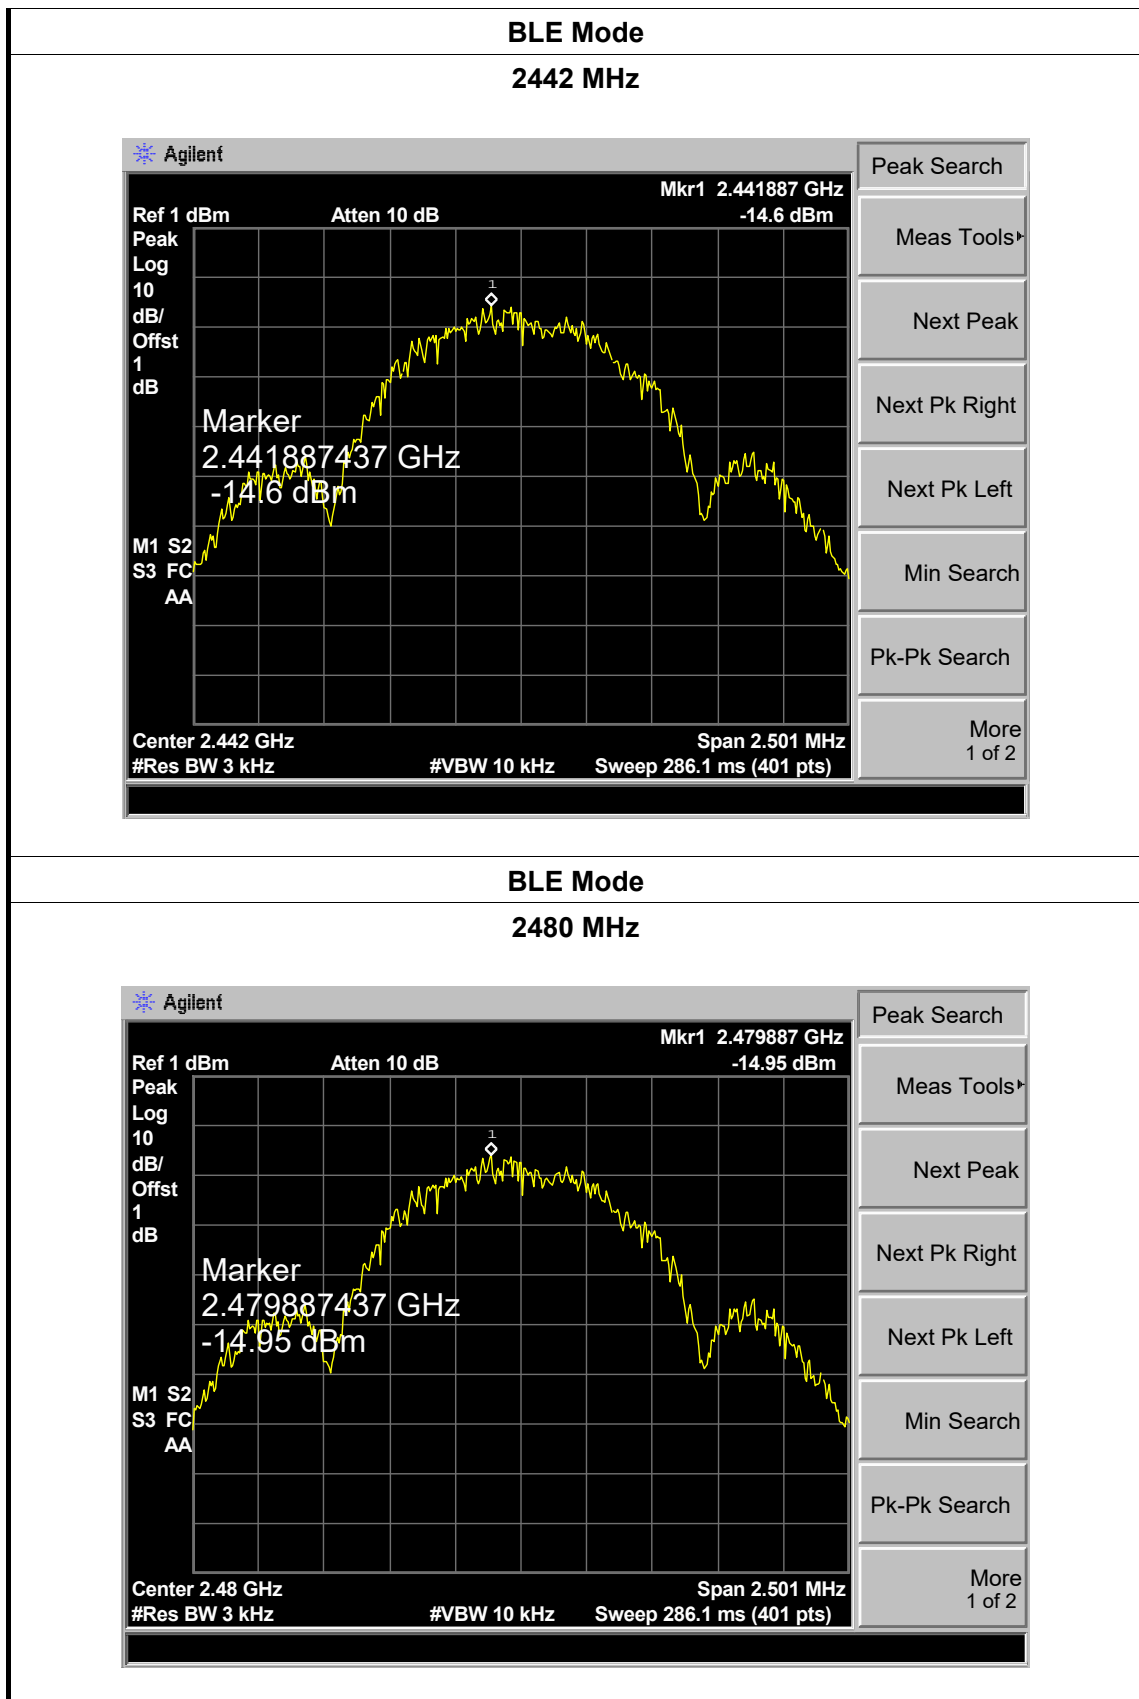 BLE Mode
2442 MHz
Agilent
Peak Search
Mkr1 2.441887 GHz
Ref 1 dBm Atten 10 dB -14.6 dBm
Peak
Log
10
dB/
Offst
1
dB
1
Marker
2.441887437 GHz
-14.6 dBm
M1 S2
S3 FC
AA
Center 2.442 GHz Span 2.501 MHz
#Res BW 3 kHz #VBW 10 kHz Sweep 286.1 ms (401 pts)
Meas Tools
Next Peak
Next Pk Right
Next Pk Left
Min Search
Pk-Pk Search
More
1 of 2
BLE Mode
2480 MHz
Agilent
Peak Search
Mkr1 2.479887 GHz
Ref 1 dBm Atten 10 dB -14.95 dBm
Peak
Log
10
dB/
Offst
1
dB
1
Marker
2.479887437 GHz
-14.95 dBm
M1 S2
S3 FC
AA
Center 2.48 GHz Span 2.501 MHz
#Res BW 3 kHz #VBW 10 kHz Sweep 286.1 ms (401 pts)
Meas Tools
Next Peak
Next Pk Right
Next Pk Left
Min Search
Pk-Pk Search
More
1 of 2